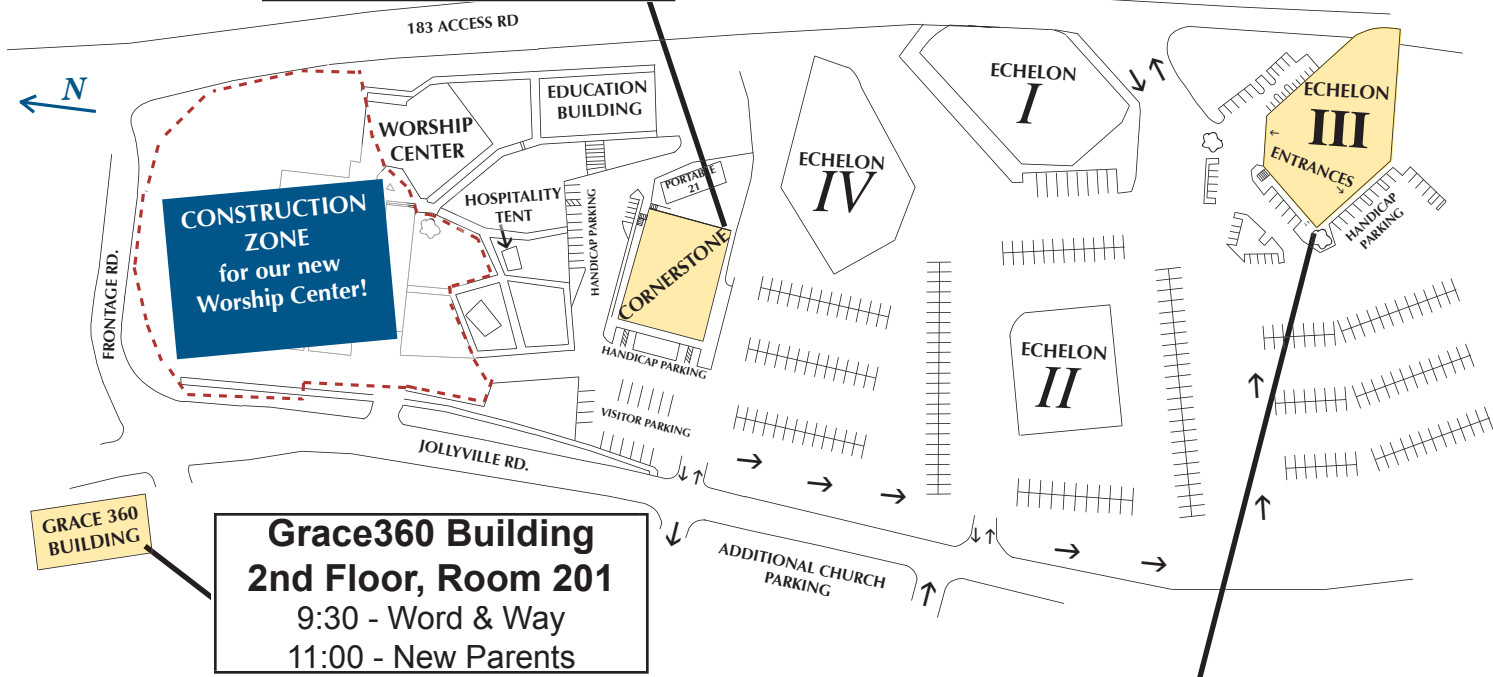 183 ACCESS RD
N
EDUCATION
BUILDING
WORSHIP
CENTER
HOSPITALITY
TENT
HANDICAP PARKING
PORTABLE
21
CORNERSTONE
ECHELON
IV
ECHELON
I
ECHELON
III
ENTRANCES
HANDICAP
PARKING
CONSTRUCTION
ZONE
for our new
Worship Center!
FRONTAGE RD.
HANDICAP PARKING
VISITOR PARKING
ECHELON
II
JOLLYVILLE RD.
GRACE 360
BUILDING
Grace360 Building
2nd Floor, Room 201
9:30 - Word & Way
11:00 - New Parents
ADDITIONAL CHURCH
PARKING